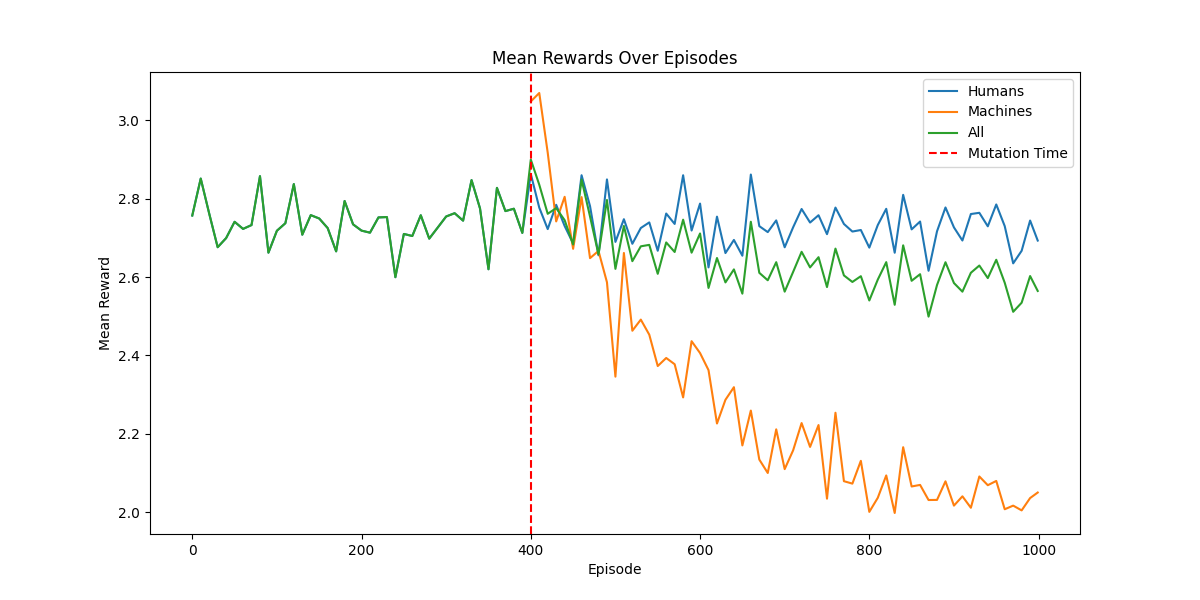 Mean Rewards Over Episodes
Humans
Machines
All
Mutation Time
3.0
2.8
2.6
2.4
2.2
2.0
Mean Reward
0
200
400
600
800
1000
Episode